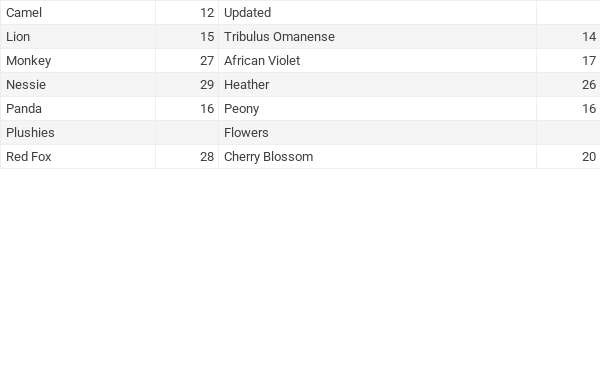 Camel 12 Updated
Lion 15 Tribulus Omanense 14
Monkey 27 African Violet 17
Nessie 29 Heather 26
Panda 16 Peony 16
Plushies Flowers
Red Fox 28 Cherry Blossom 20